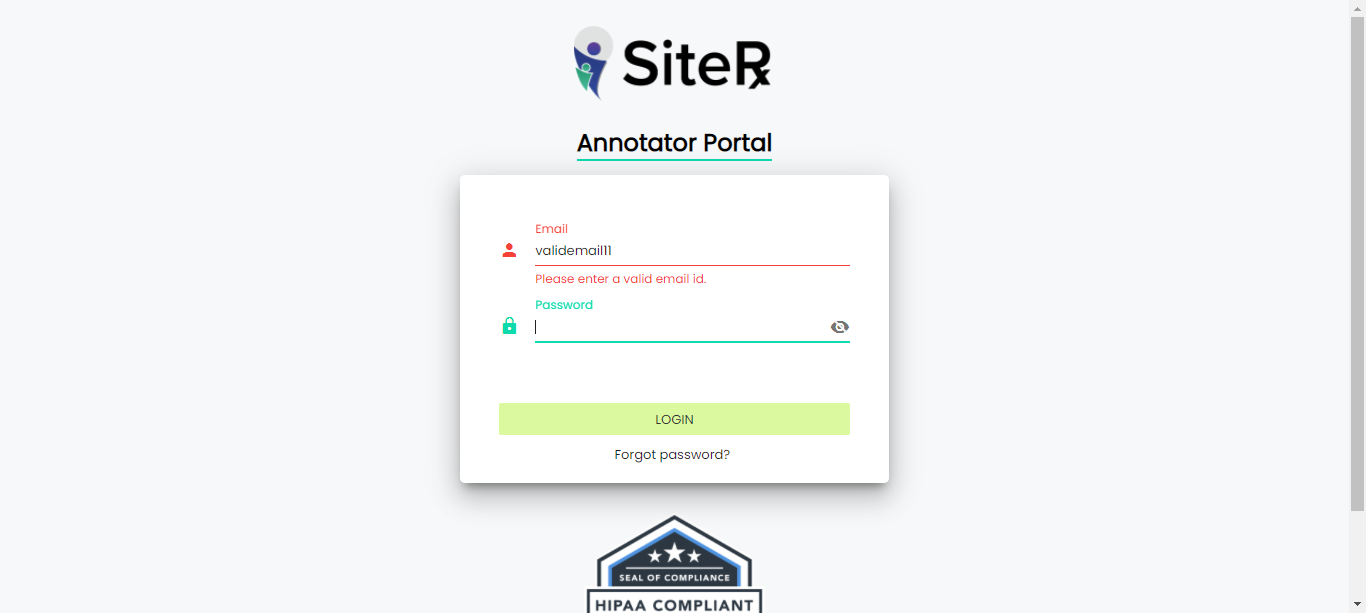 SiteRx
Annotator Portal
Email
validemail11
Please enter a valid email id.
Password
LOGIN
Forgot password?
SEAL OF COMPLIANCE
HIPAA COMPLIANT